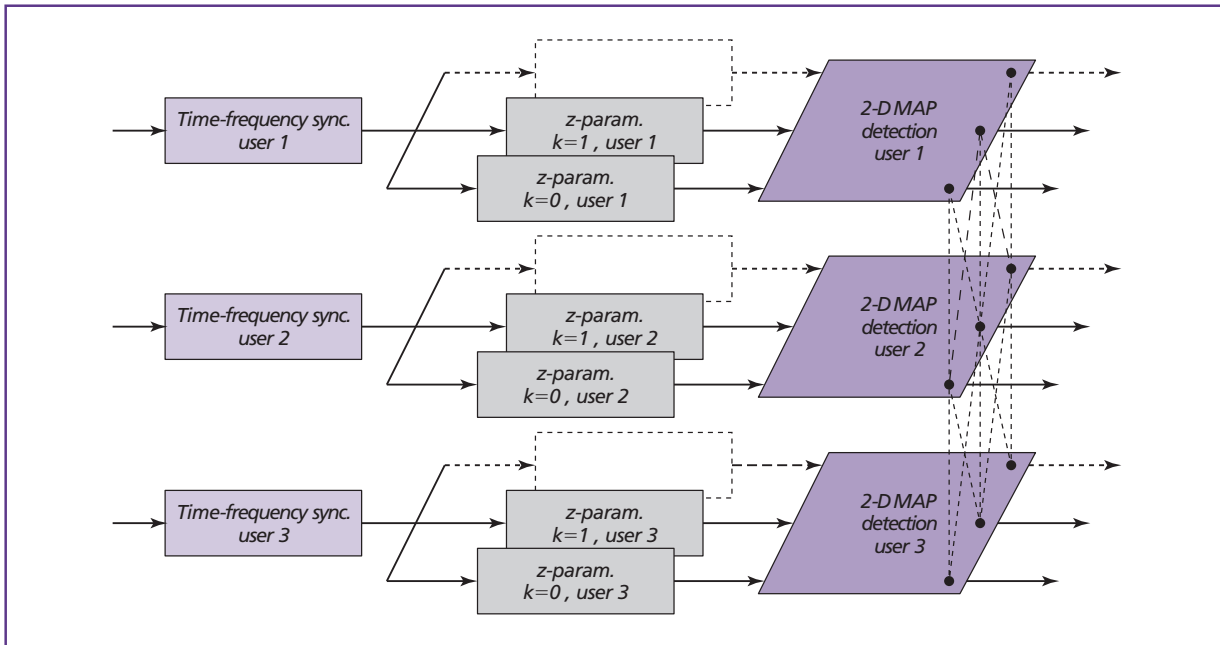 Time-frequency sync.
user 1
z-param.
k=1 , user 1
z-param.
k=0 , user 1
2-D MAP
detection
user 1
Time-frequency sync.
user 2
z-param.
k=1 , user 2
z-param.
k=0 , user 2
2-D MAP
detection
user 2
Time-frequency sync.
user 3
z-param.
k=1 , user 3
z-param.
k=0 , user 3
2-D MAP
detection
user 3